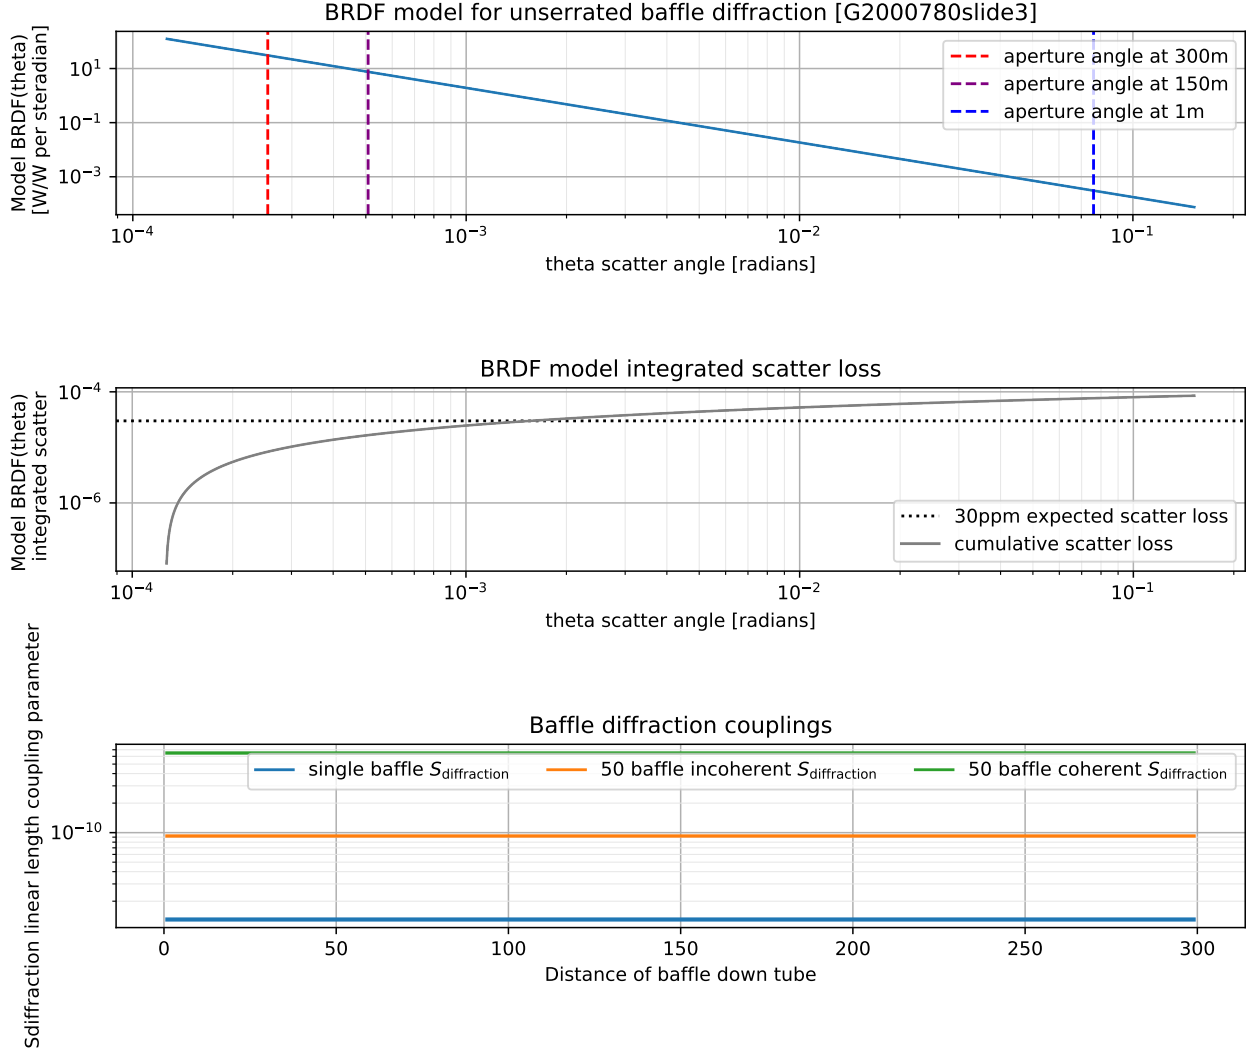 BRDF model for unserrated baffle diffraction [G2000780slide3]
Model BRDF(theta)
[W/W per steradian)
10¹
10⁻¹
10⁻³
aperture angle at 300m
aperture angle at 150m
aperture angle at 1m
10⁻⁴ 10⁻³ 10⁻² 10⁻¹
theta scatter angle [radians]
BRDF model integrated scatter loss
Model BRDF(theta)
integrated scatter
10⁻⁴
10⁻⁶
30ppm expected scatter loss
cumulative scatter loss
10⁻⁴ 10⁻³ 10⁻² 10⁻¹
theta scatter angle [radians]
Baffle diffraction couplings
Sdiffraction linear length coupling parameter
10⁻¹⁰
single baffle S_diffraction 50 baffle incoherent S_diffraction 50 baffle coherent S_diffraction
0 50 100 150 200 250 300
Distance of baffle down tube